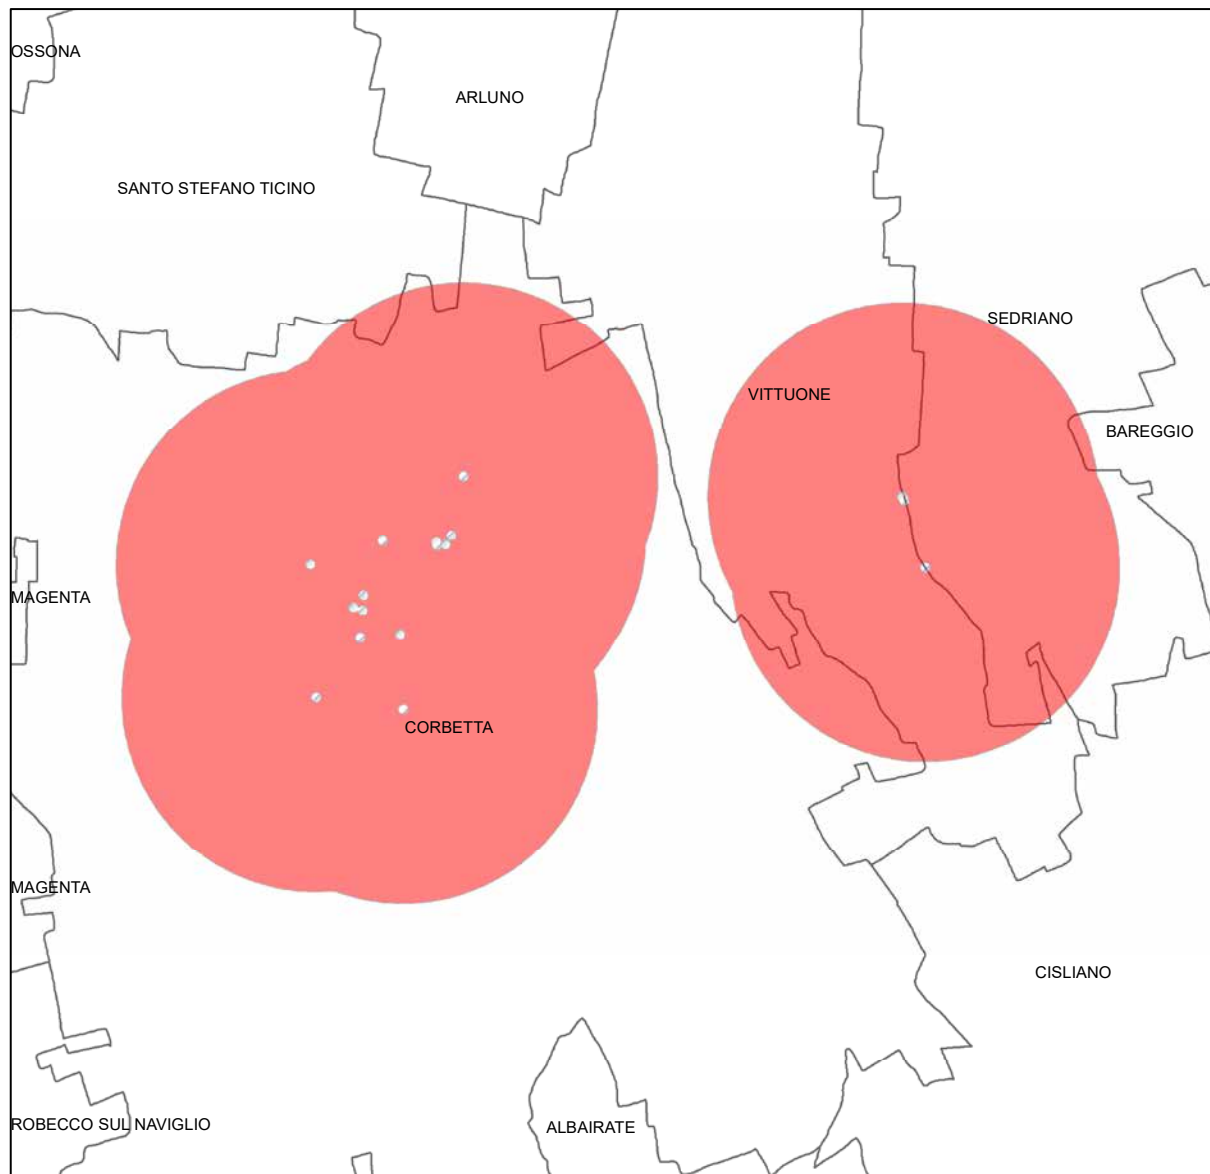 OSSONA
ARLUNO
SANTO STEFANO TICINO
SEDRIANO
VITTUONE
BAREGGIO
MAGENTA
CORBETTA
MAGENTA
CISLIANO
ROBECCO SUL NAVIGLIO
ALBAIRATE